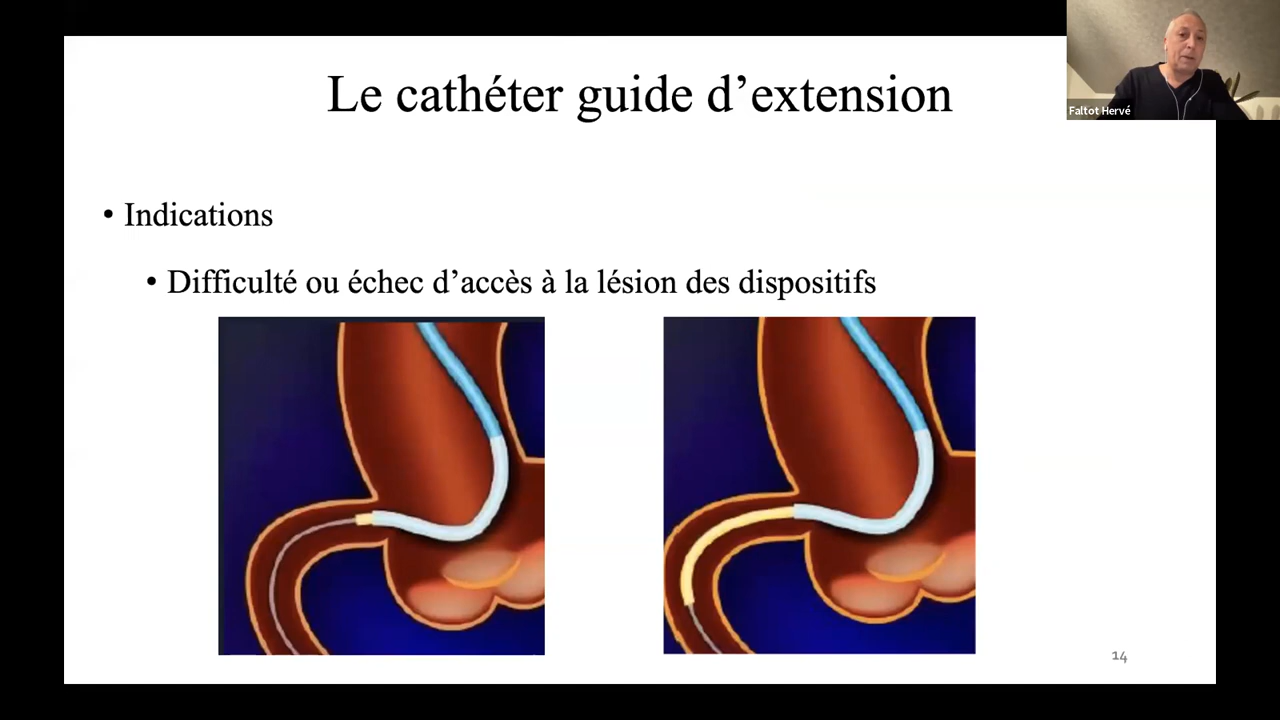 Le cathéter guide d’extension
Faltot Hervé
• Indications
• Difficulté ou échec d’accès à la lésion des dispositifs
14